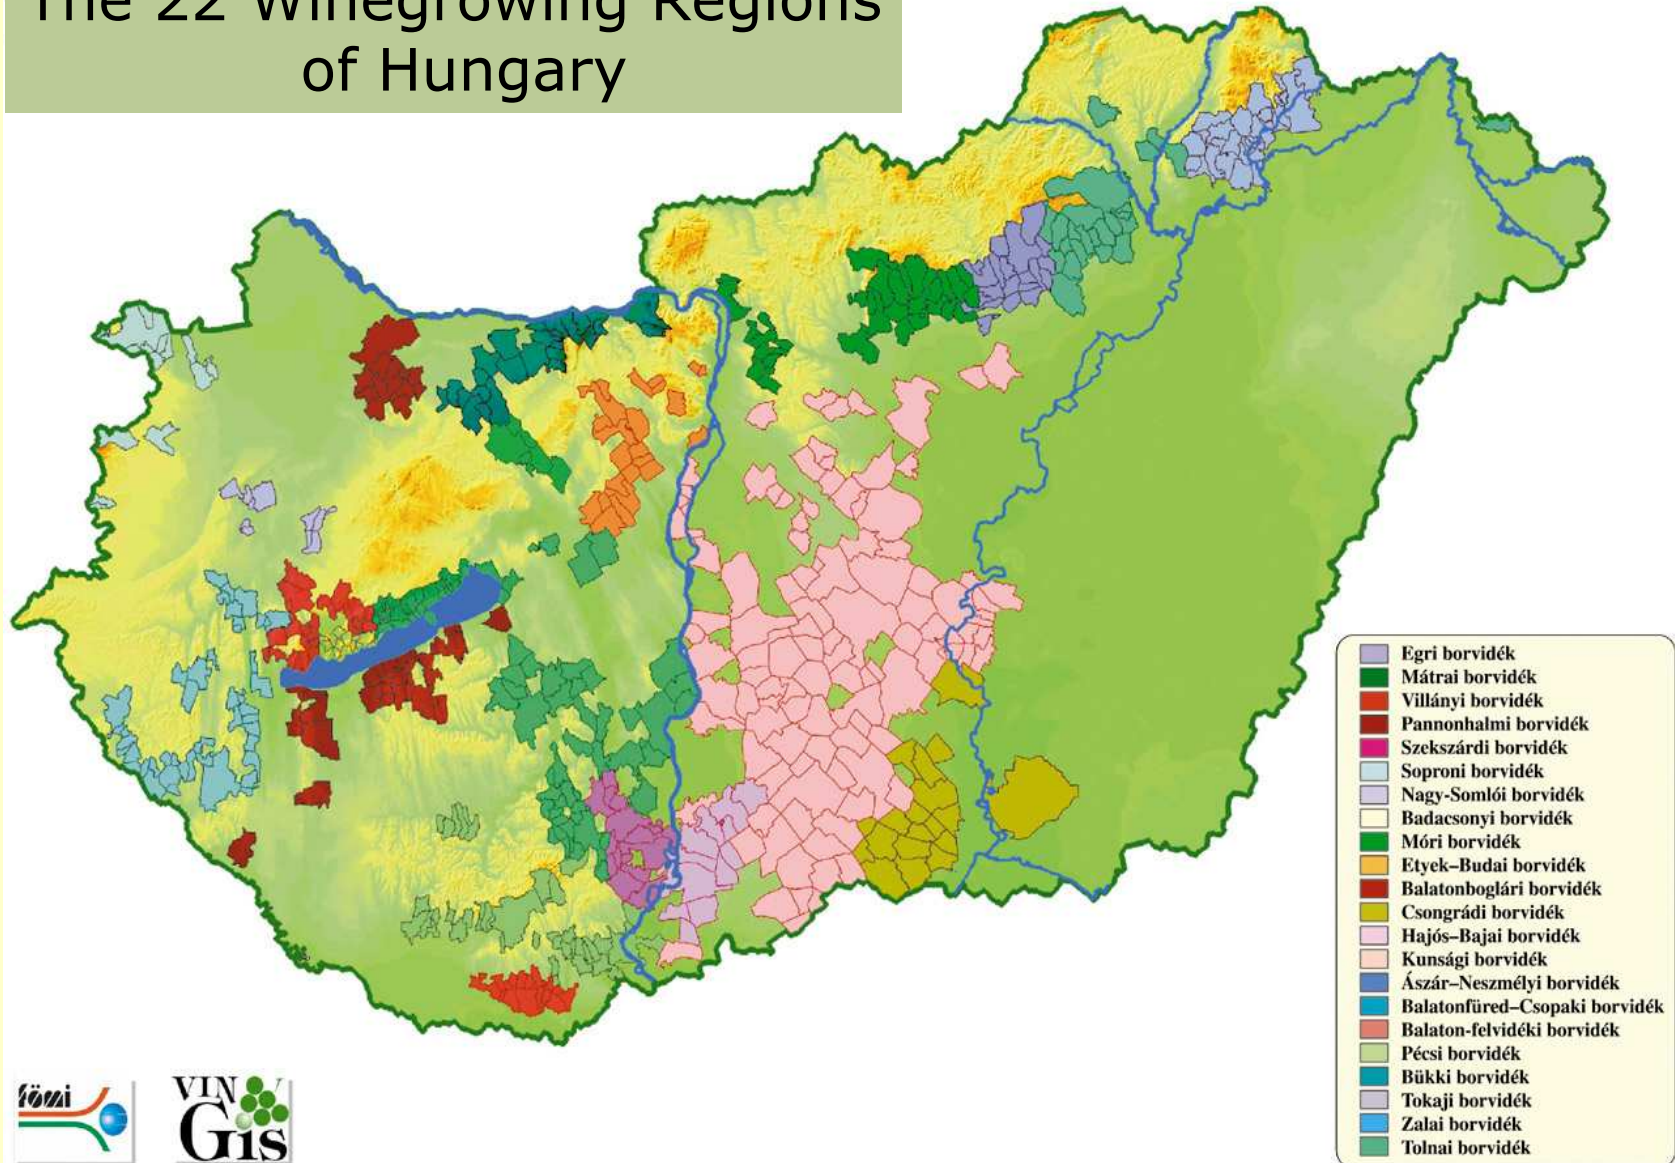 The 22 Winegrowing Regions
of Hungary
Egri borvidék
Mátrai borvidék
Villányi borvidék
Pannonhalmi borvidék
Szekszárdi borvidék
Soproni borvidék
Nagy-Somlói borvidék
Badacsonyi borvidék
Móri borvidék
Etyek–Budai borvidék
Balatonboglári borvidék
Csongrádi borvidék
Hajós–Bajai borvidék
Kunsági borvidék
Ászár–Neszmélyi borvidék
Balatonfüred–Csopaki borvidék
Balaton-felvidéki borvidék
Pécsi borvidék
Bükki borvidék
Tokaji borvidék
Zalai borvidék
Tolnai borvidék
fömi
VIN
GiS